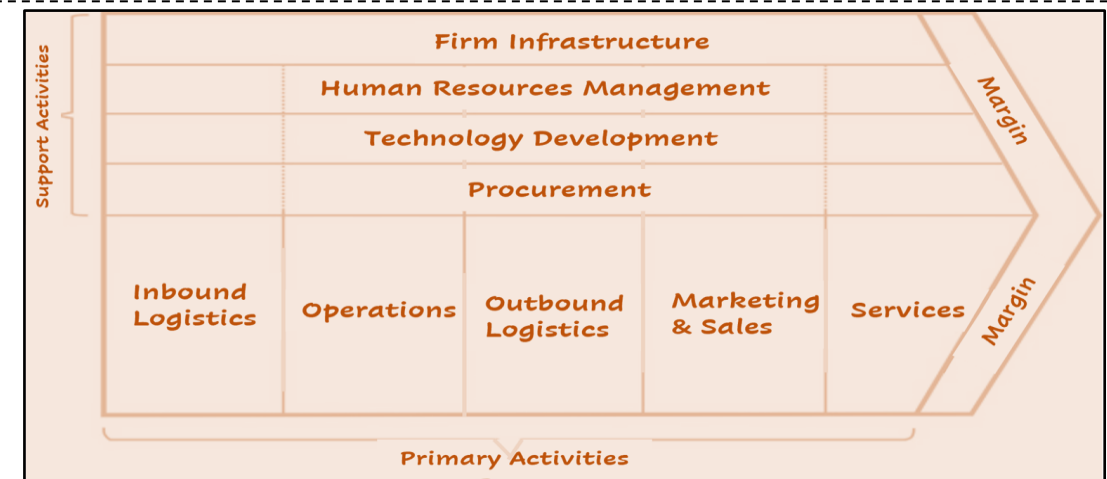 Support Activities
Firm Infrastructure
Human Resources Management
Technology Development
Procurement
Margin
Inbound
Logistics
Operations
Outbound
Logistics
Marketing
& Sales
Services
Margin
Primary Activities